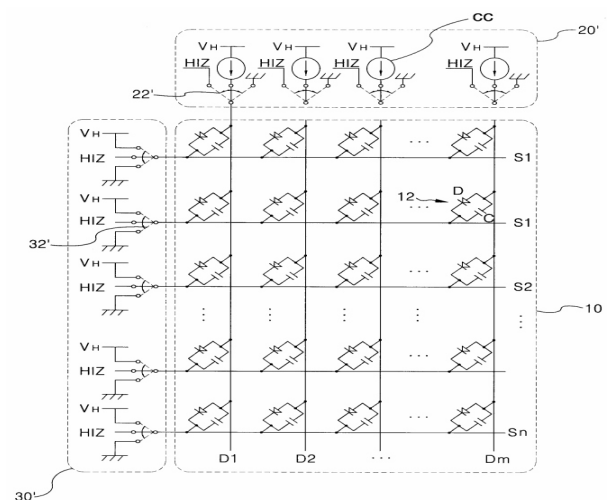 CC
20'
VH VH VH VH
HIZ HIZ HIZ HIZ
22'
VH
HIZ S1
VH
HIZ 12 D C S1
32'
VH
HIZ S2
10
VH
HIZ
VH
HIZ Sn
D1 D2 Dm
30'